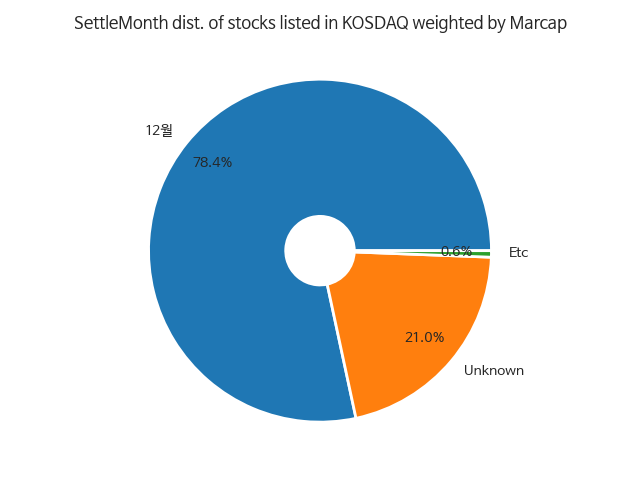 SettleMonth dist. of stocks listed in KOSDAQ weighted by Marcap
12월
78.4%
0.6%
Etc
21.0%
Unknown